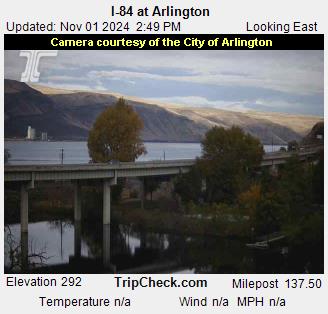 I-84 at Arlington
Updated: Nov 01 2024 2:49 PM Looking East
Camera courtesy of the City of Arlington
Elevation 292 TripCheck.com Milepost 137.50
Temperature n/a Wind n/a MPH n/a